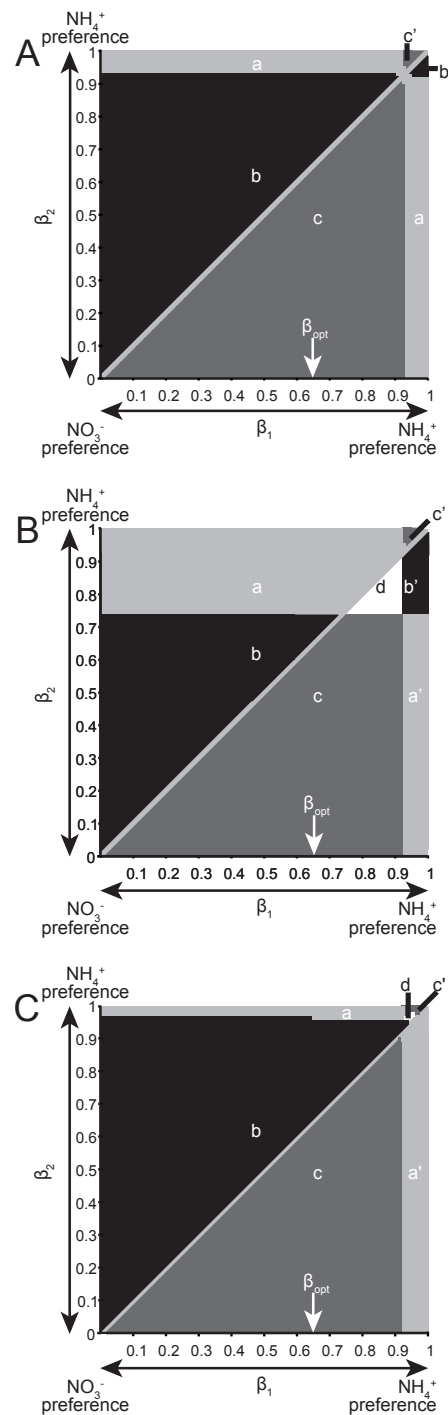 NH₄⁺
preference
A
c'
b'
1
0.9
0.8
0.7
0.6
0.5
0.4
0.3
0.2
0.1
0
β₂
a
b
c
a
βopt
0.1 0.2 0.3 0.4 0.5 0.6 0.7 0.8 0.9 1
NO₃⁻
preference
β₁
NH₄⁺
preference
NH₄⁺
preference
B
c'
1
0.9
0.8
0.7
0.6
0.5
0.4
0.3
0.2
0.1
0
β₂
a
d
b'
b
c
a'
βopt
0.1 0.2 0.3 0.4 0.5 0.6 0.7 0.8 0.9 1
NO₃⁻
preference
β₁
NH₄⁺
preference
NH₄⁺
preference
C
d
c'
1
0.9
0.8
0.7
0.6
0.5
0.4
0.3
0.2
0.1
0
β₂
a
b
c
a'
βopt
0.1 0.2 0.3 0.4 0.5 0.6 0.7 0.8 0.9 1
NO₃⁻
preference
β₁
NH₄⁺
preference